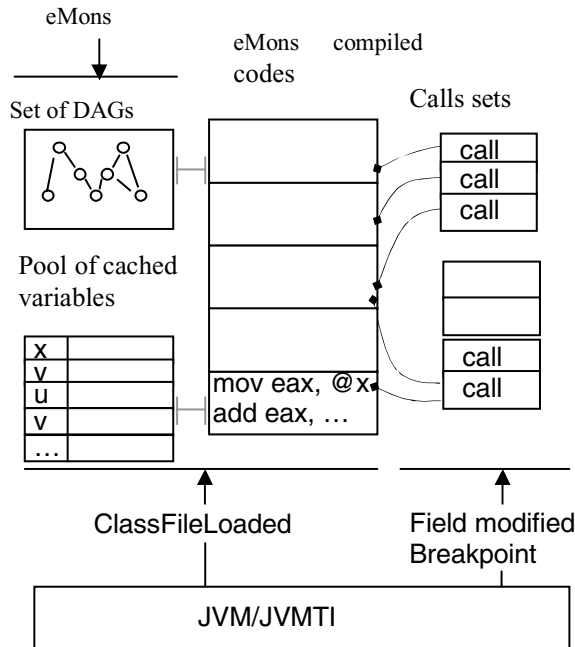 eMons
eMons compiled
codes
Set of DAGs
Calls sets
call
call
call
Pool of cached
variables
x
v
u
v
...
mov eax, @x
add eax, ...
call
call
ClassFileLoaded
Field modified
Breakpoint
JVM/JVMTI